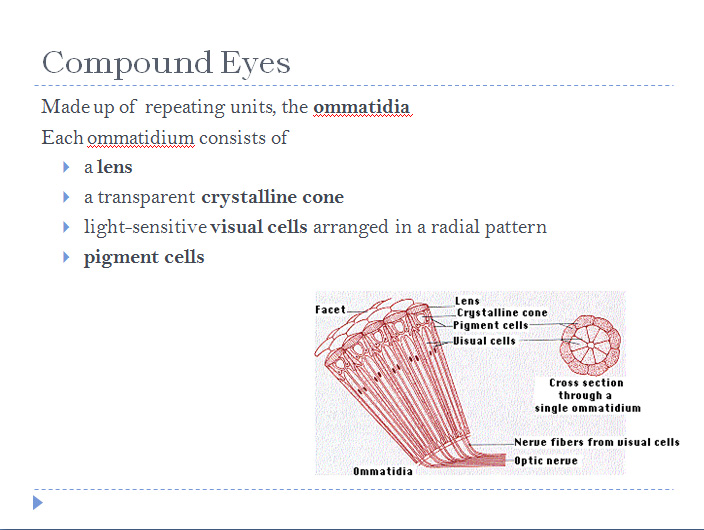 Compound Eyes
Made up of repeating units, the ommatidia
Each ommatidium consists of
a lens
a transparent crystalline cone
light-sensitive visual cells arranged in a radial pattern
pigment cells
Facet
Lens
Crystalline cone
Pigment cells
Visual cells
Cross section
through a
single ommatidium
Nerve fibers from visual cells
Optic nerve
Ommatidia